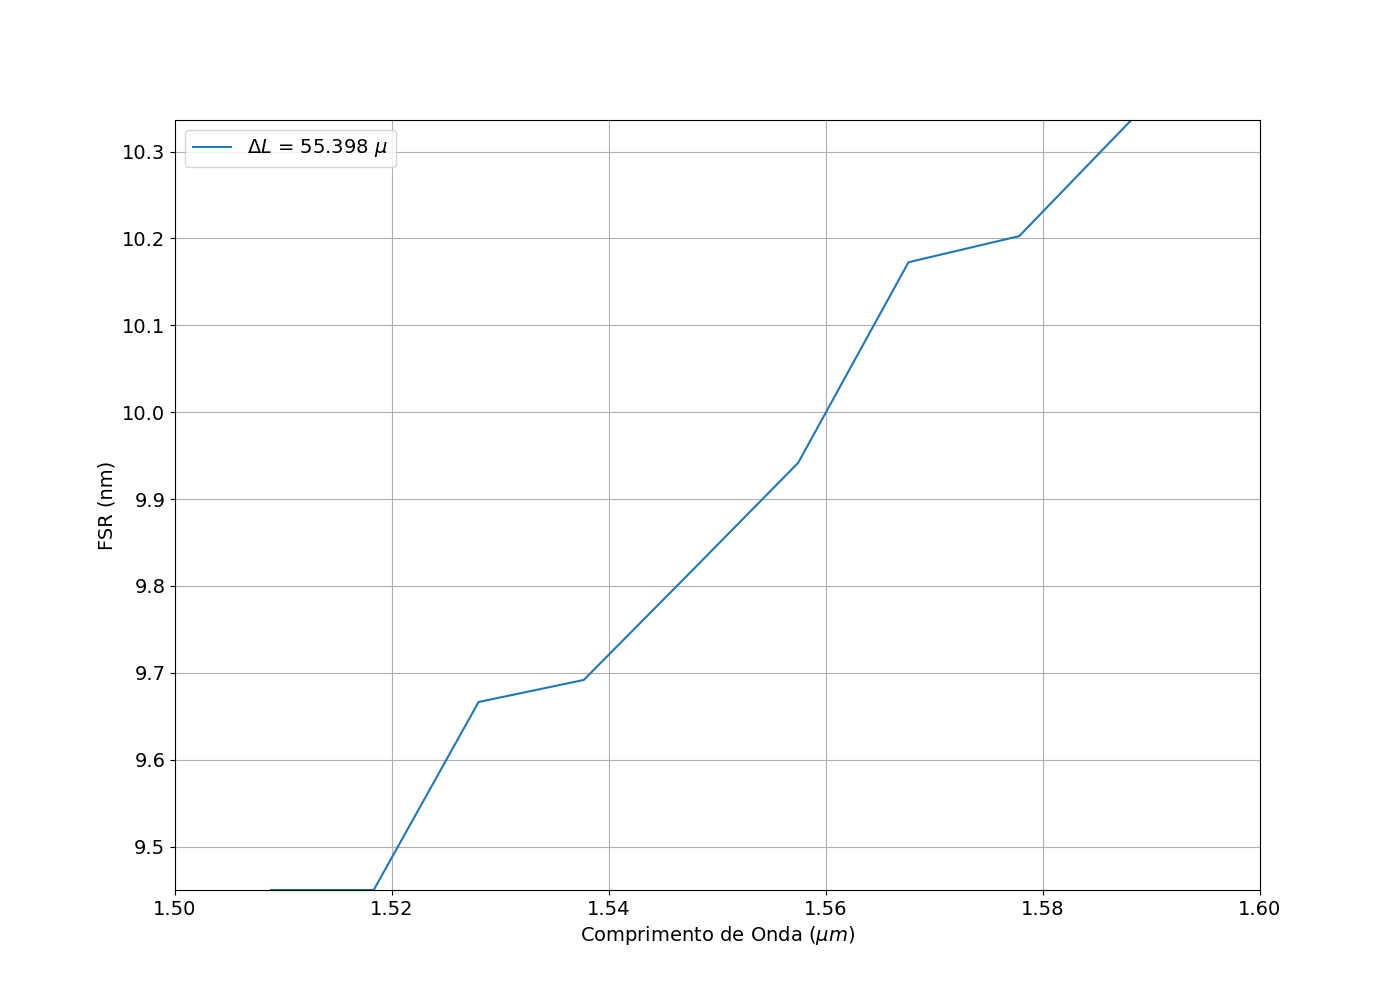 ΔL = 55.398 μ
10.3
10.2
10.1
10.0
9.9
9.8
9.7
9.6
9.5
FSR (nm)
1.50 1.52 1.54 1.56 1.58 1.60
Comprimento de Onda (μm)